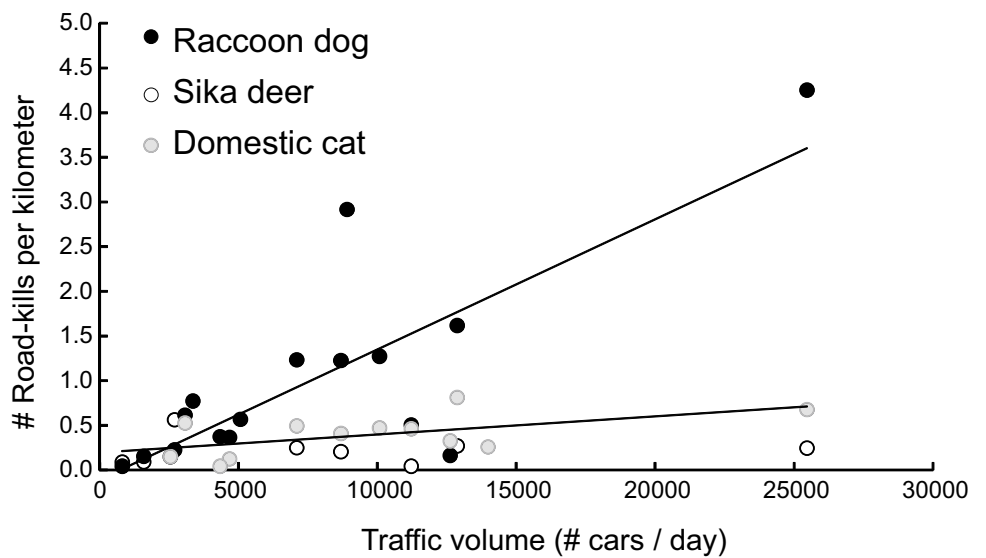 5.0
Raccoon dog
4.5
Sika deer
4.0
Domestic cat
3.5
3.0
2.5
2.0
1.5
1.0
0.5
0.0
# Road-kills per kilometer
0 5000 10000 15000 20000 25000 30000
Traffic volume (# cars / day)